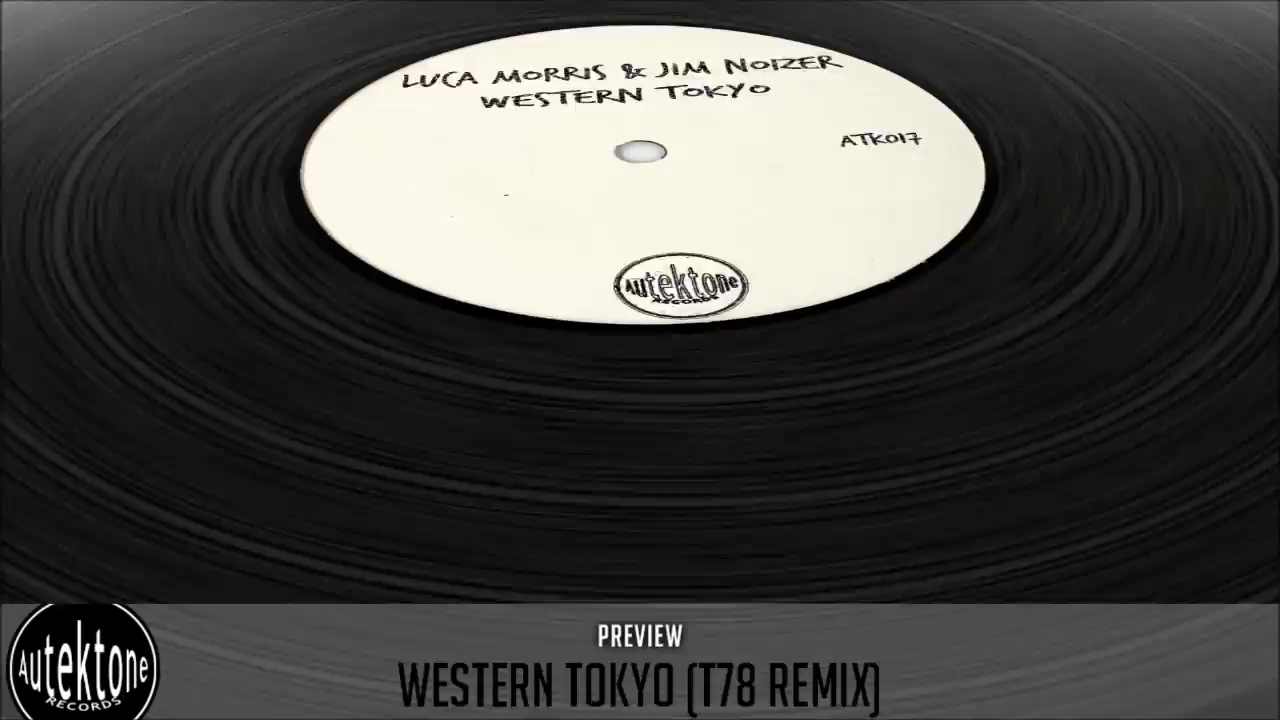 LUCA MORRIS & JIM NOIZER
WESTERN TOKYO
ATK017
Autektone
RECORDS
PREVIEW
WESTERN TOKYO (T78 REMIX)
Autektone
RECORDS